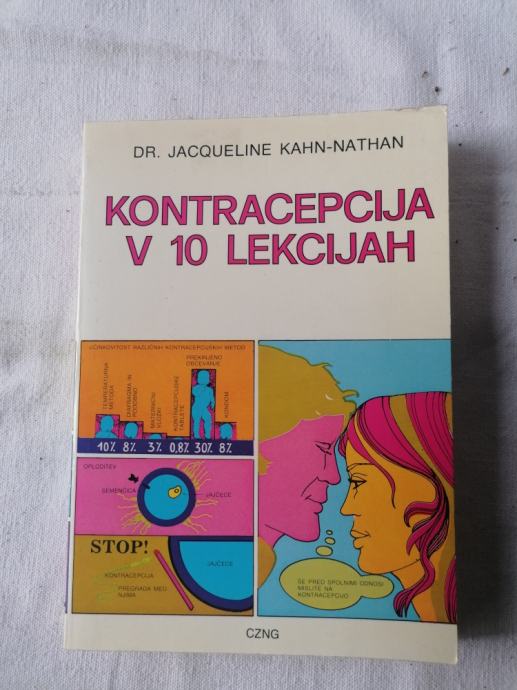 DR. JACQUELINE KAHN-NATHAN
KONTRACEPCIJA
V 10 LEKCIJAH
UČINKOVITOST RAZLIČNIH KONTRACEPCIJSKIH METOD
TEMPERATURNA
METODA
DIAFRAGMA IN
PODOBNO
MATERNIČNI
VLOŽKI
KONTRACEPCIJSKE
TABLETE
PREKINJENO
OBČEVANJE
KONDOM
10% 8% 3% 0,8% 30% 8%
OPLODITEV
SEMENČICA
JAJČECE
STOP!
KONTRACEPCIJA
PREGRADA MED
NJIMA
JAJČECE
ŠE PRED SPOLNIMI ODNOSI
MISLITE NA
KONTRACEPCIJO
CZNG